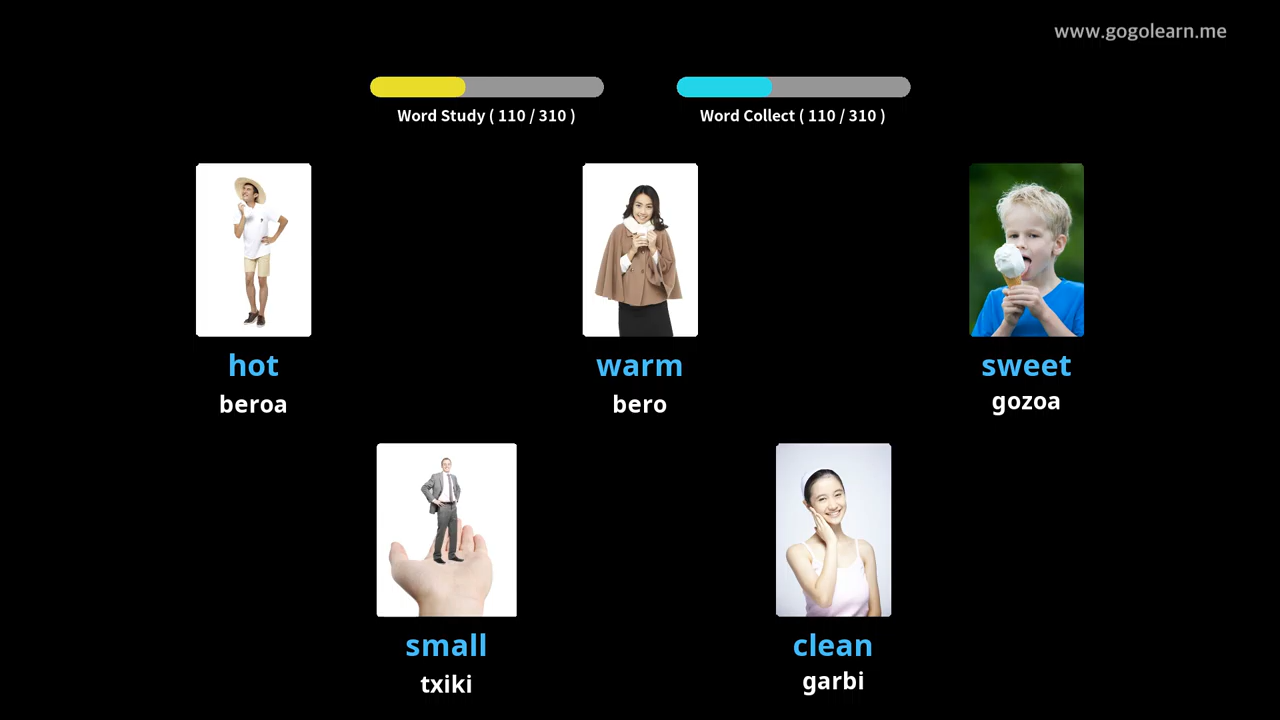 www.gogolearn.me
Word Study ( 110 / 310 )
Word Collect ( 110 / 310 )
hot
beroa
warm
bero
sweet
gozoa
small
txiki
clean
garbi